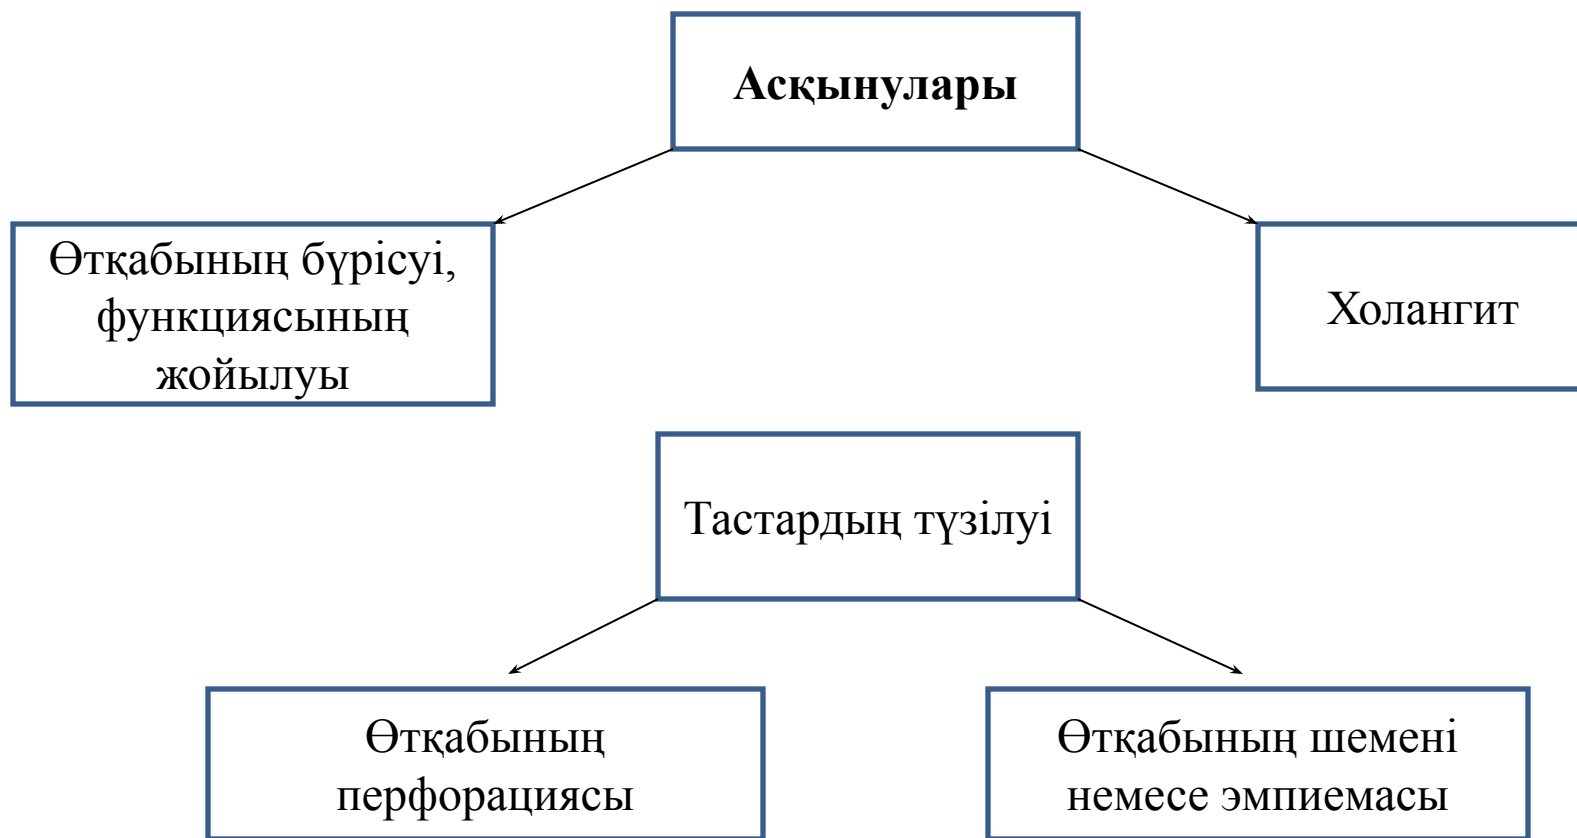 Асқынулары
Өтқабының бүрісуі,
функциясының
жойылуы
Холангит
Тастардың түзілуі
Өтқабының
перфорациясы
Өтқабының шемені
немесе эмпиемасы